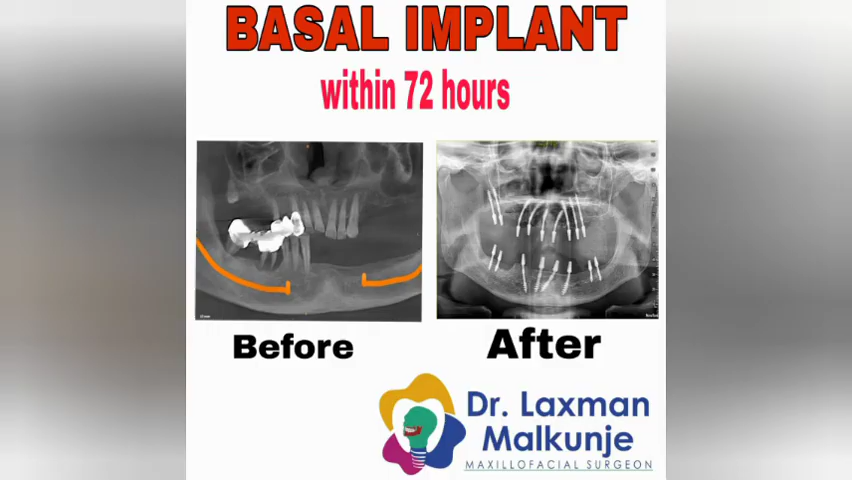 BASAL IMPLANT
within 72 hours
Before
After
Dr. Laxman
Malkunje
MAXILLOFACIAL SURGEON